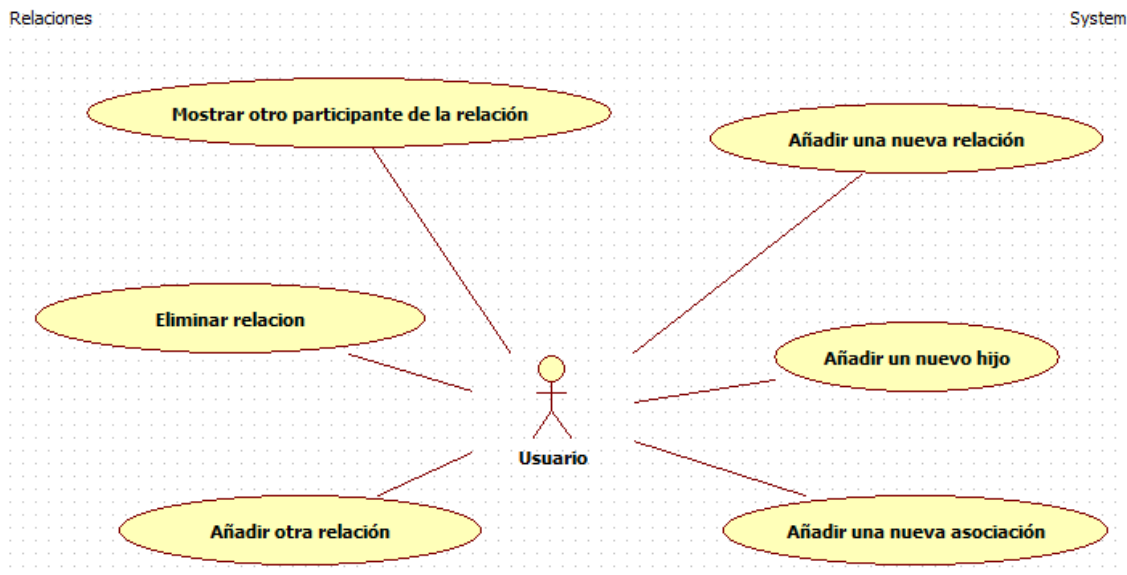 Relaciones
System
Mostrar otro participante de la relación
Añadir una nueva relación
Eliminar relacion
Añadir un nuevo hijo
Usuario
Añadir otra relación
Añadir una nueva asociación